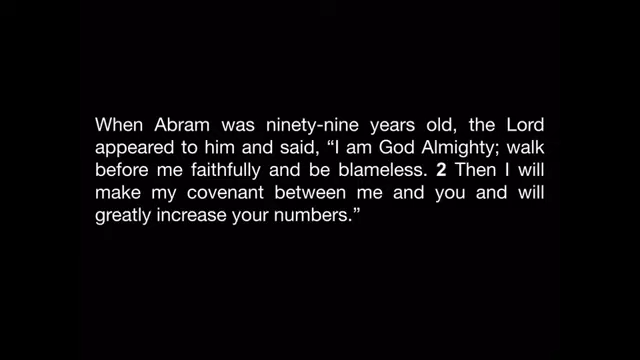 When Abram was ninety-nine years old, the Lord
appeared to him and said, “I am God Almighty; walk
before me faithfully and be blameless. 2 Then I will
make my covenant between me and you and will
greatly increase your numbers.”